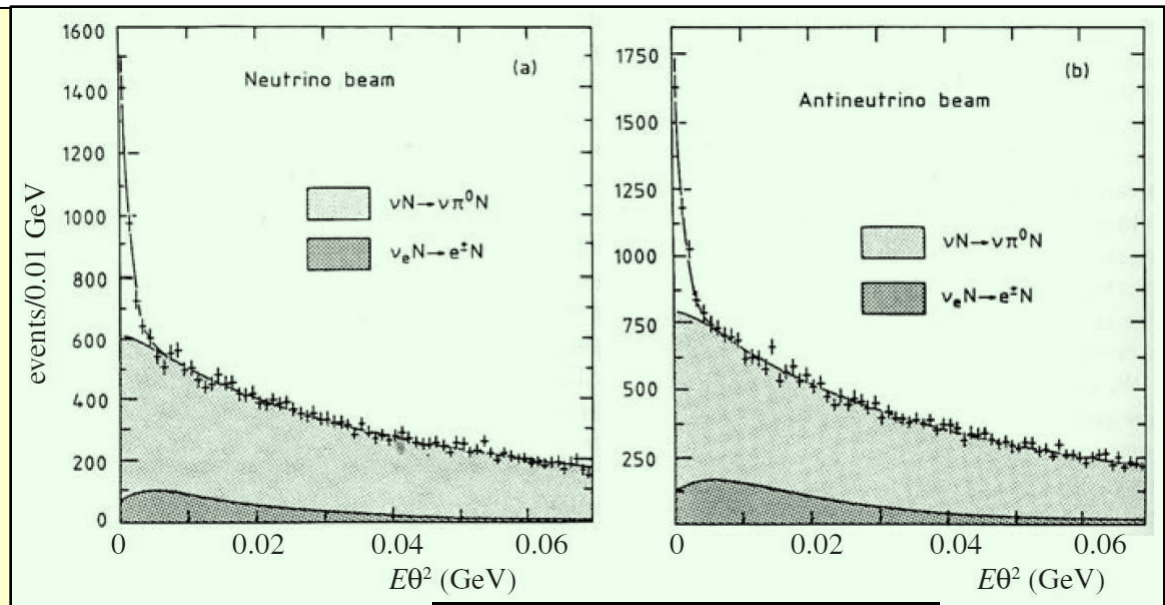 events/0.01 GeV
1600
1400
1200
1000
800
600
400
200
0
Neutrino beam
(a)
νN→νπ⁰N
νₑN→e±N
0
0.02
0.04
0.06
Eθ² (GeV)
1750
1500
1250
1000
750
500
250
Antineutrino beam
(b)
νN→νπ⁰N
νₑN→e±N
0
0.02
0.04
0.06
Eθ² (GeV)